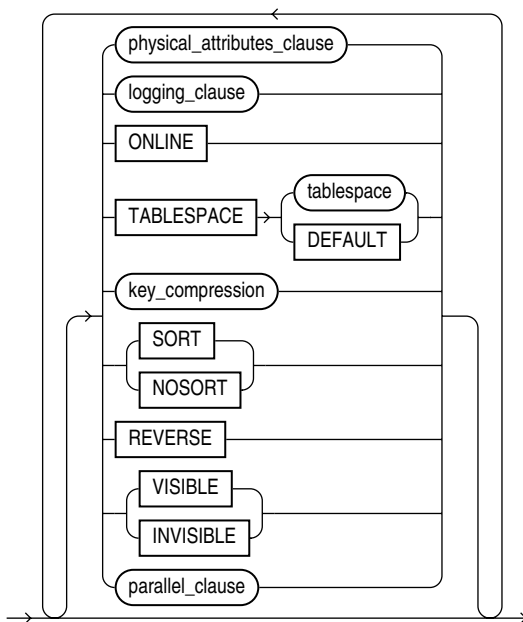 physical_attributes_clause
logging_clause
ONLINE
TABLESPACE
tablespace
DEFAULT
key_compression
SORT
NOSORT
REVERSE
VISIBLE
INVISIBLE
parallel_clause